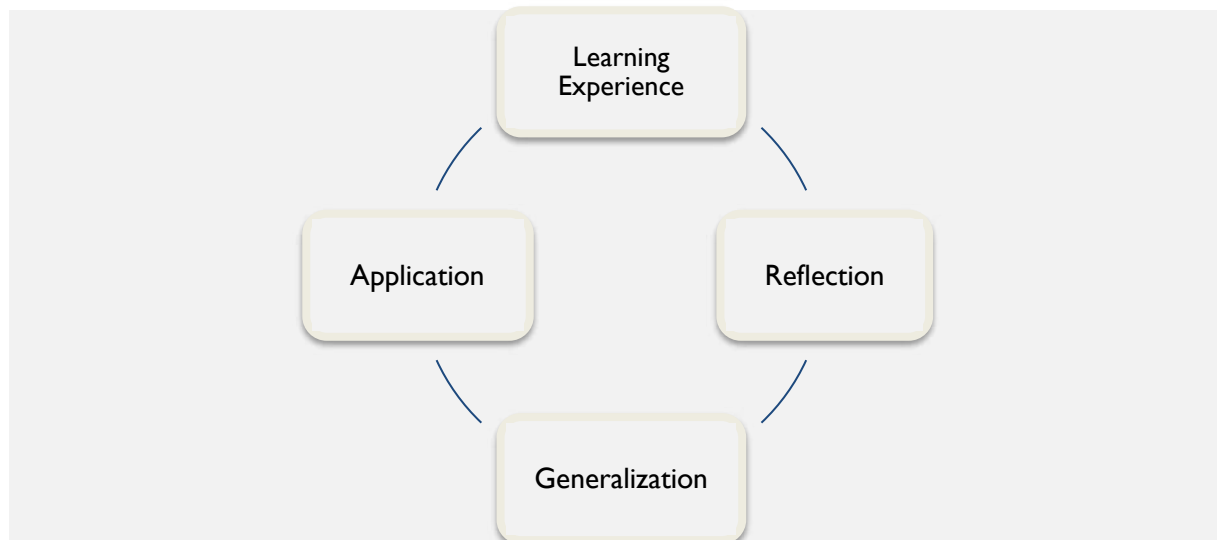 Learning
Experience
Application
Reflection
Generalization